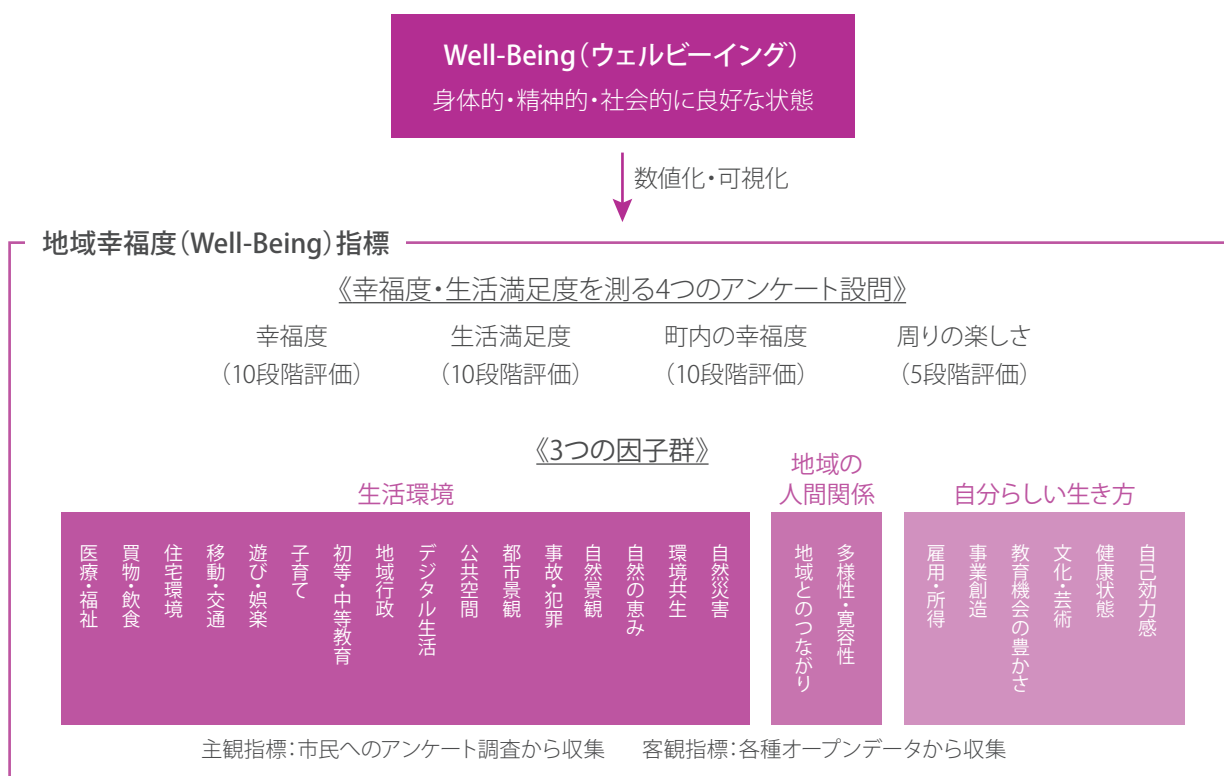 Well-Being（ウェルビーイング）
身体的・精神的・社会的に良好な状態
数値化・可視化
地域幸福度（Well-Being）指標
《幸福度・生活満足度を測る4つのアンケート設問》
幸福度
（10段階評価）
生活満足度
（10段階評価）
町内の幸福度
（10段階評価）
周りの楽しさ
（5段階評価）
《3つの因子群》
生活環境
医療・福祉
買物・飲食
住宅環境
移動・交通
遊び・娯楽
子育て
初等・中等教育
地域行政
デジタル生活
公共空間
都市景観
事故・犯罪
自然景観
自然の恵み
環境共生
自然災害
地域の
人間関係
地域とのつながり
多様性・寛容性
自分らしい生き方
雇用・所得
事業創造
教育機会の豊かさ
文化・芸術
健康状態
自己効力感
主観指標：市民へのアンケート調査から収集
客観指標：各種オープンデータから収集